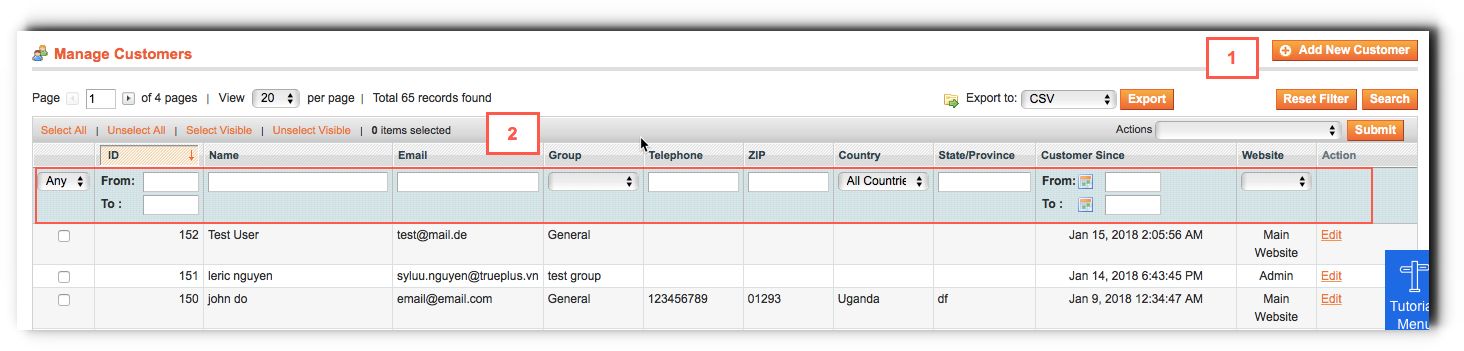 Manage Customers
1
Add New Customer
Page 1 of 4 pages | View 20 per page | Total 65 records found
Export to: CSV Export Reset Filter Search
Select All | Unselect All | Select Visible | Unselect Visible | 0 items selected
2
Actions Submit
ID Name Email Group Telephone ZIP Country State/Province Customer Since Website Action
Any From: All Countrie From:
To : To :
152 Test User test@mail.de General Jan 15, 2018 2:05:56 AM Main Edit
Website
151 leric nguyen syluu.nguyen@trueplus.vn test group Jan 14, 2018 6:43:45 PM Admin Edit
150 john do email@email.com General 123456789 01293 Uganda df Jan 9, 2018 12:34:47 AM Main Edit
Website
Tutoria
Menu